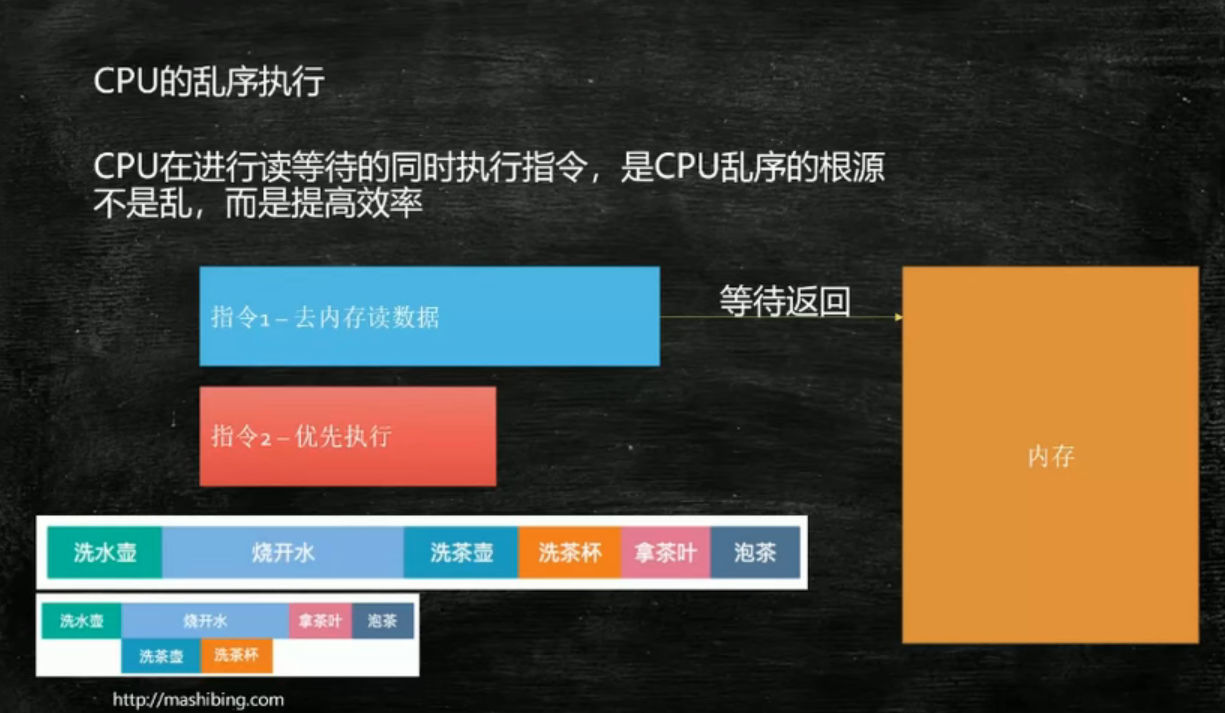 CPU的乱序执行
CPU在进行读等待的同时执行指令，是CPU乱序的根源
不是乱，而是提高效率
指令1 – 去内存读数据
等待返回
指令2 – 优先执行
内存
洗水壶 烧开水 洗茶壶 洗茶杯 拿茶叶 泡茶
洗水壶 烧开水 拿茶叶 泡茶
洗茶壶 洗茶杯
http://mashibing.com